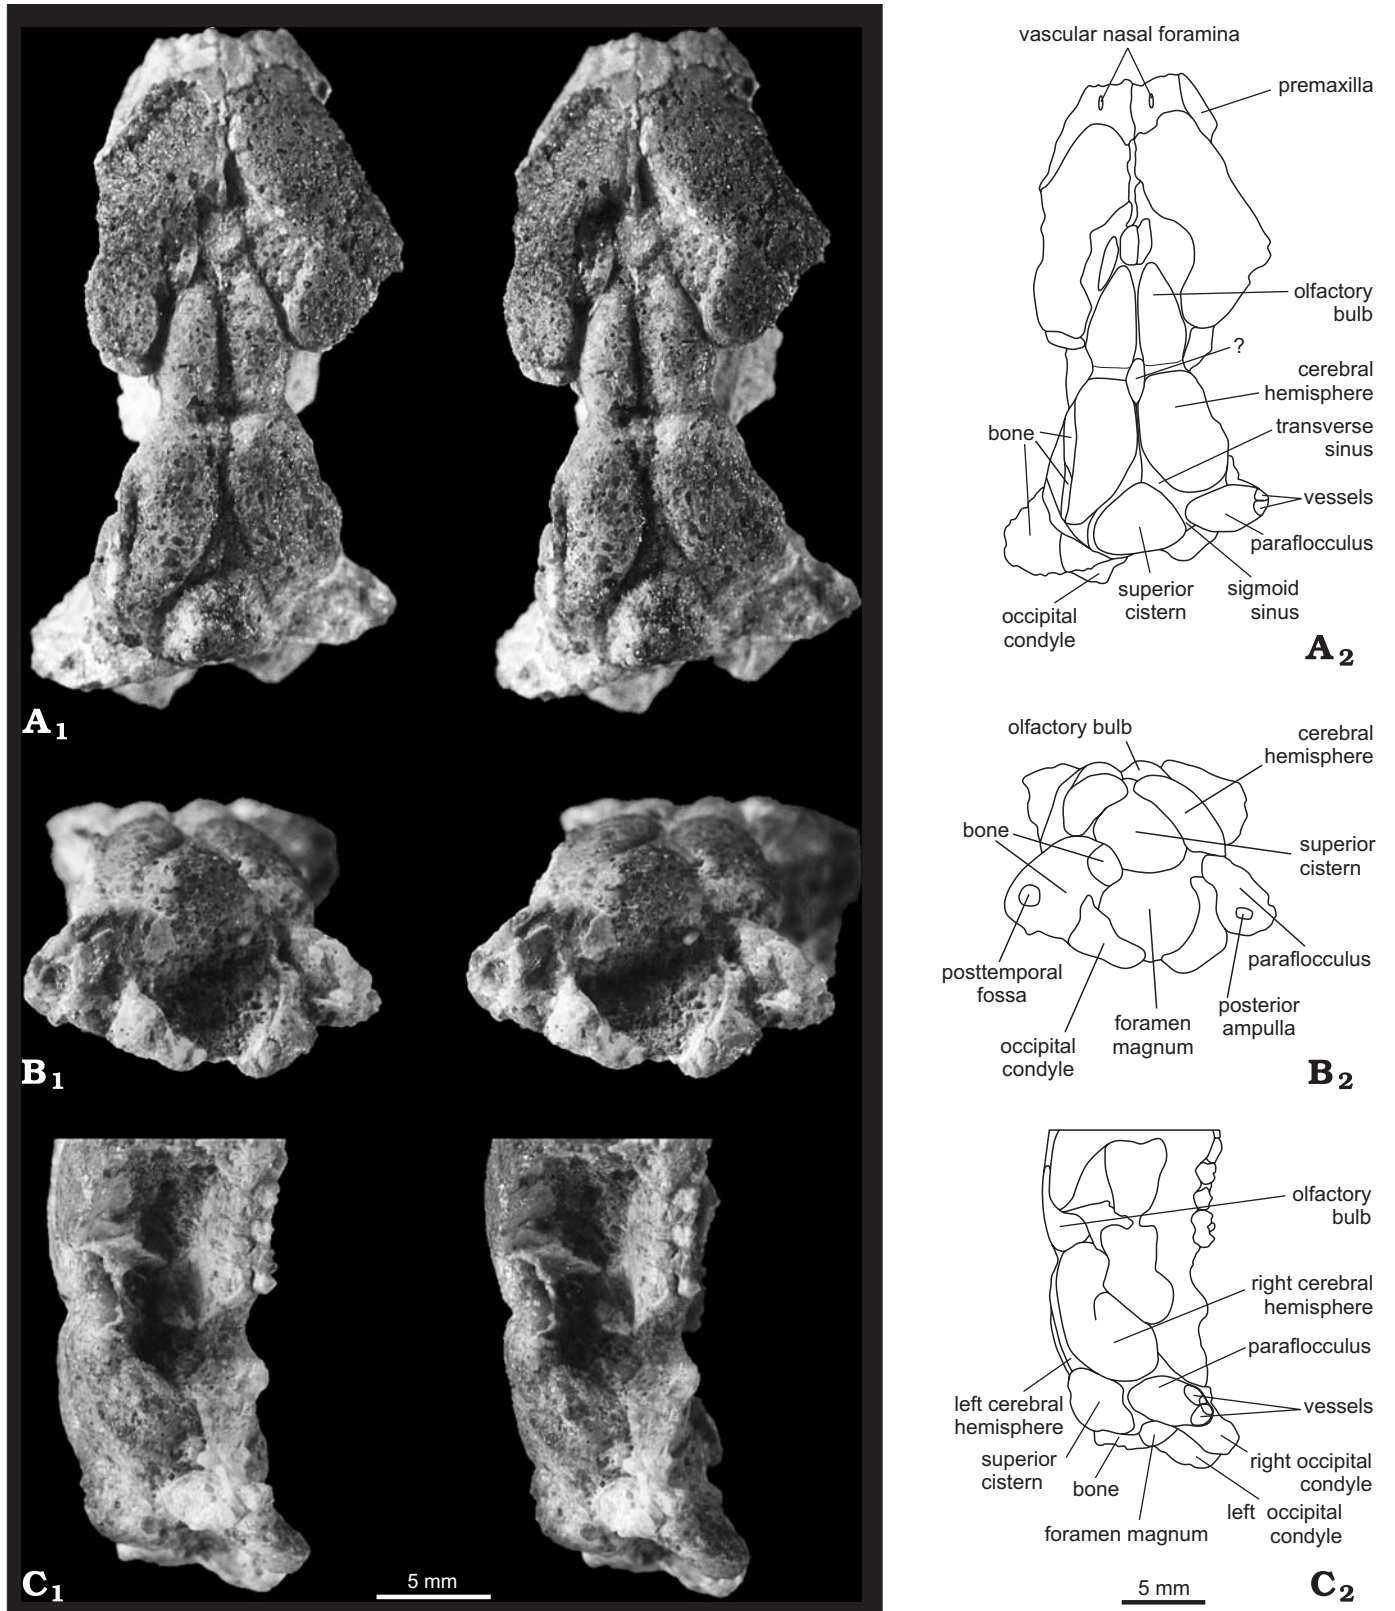 vascular nasal foramina
premaxilla
olfactory
bulb
?
cerebral
hemisphere
transverse
sinus
bone
vessels
paraflocculus
superior
cistern
sigmoid
sinus
occipital
condyle
A1
A2
olfactory bulb
cerebral
hemisphere
bone
superior
cistern
posttemporal
fossa
paraflocculus
posterior
ampulla
foramen
magnum
occipital
condyle
B1
B2
olfactory
bulb
right cerebral
hemisphere
paraflocculus
left cerebral
hemisphere
vessels
superior
cistern
bone
right occipital
condyle
left occipital
condyle
foramen magnum
C1
5 mm
5 mm
C2